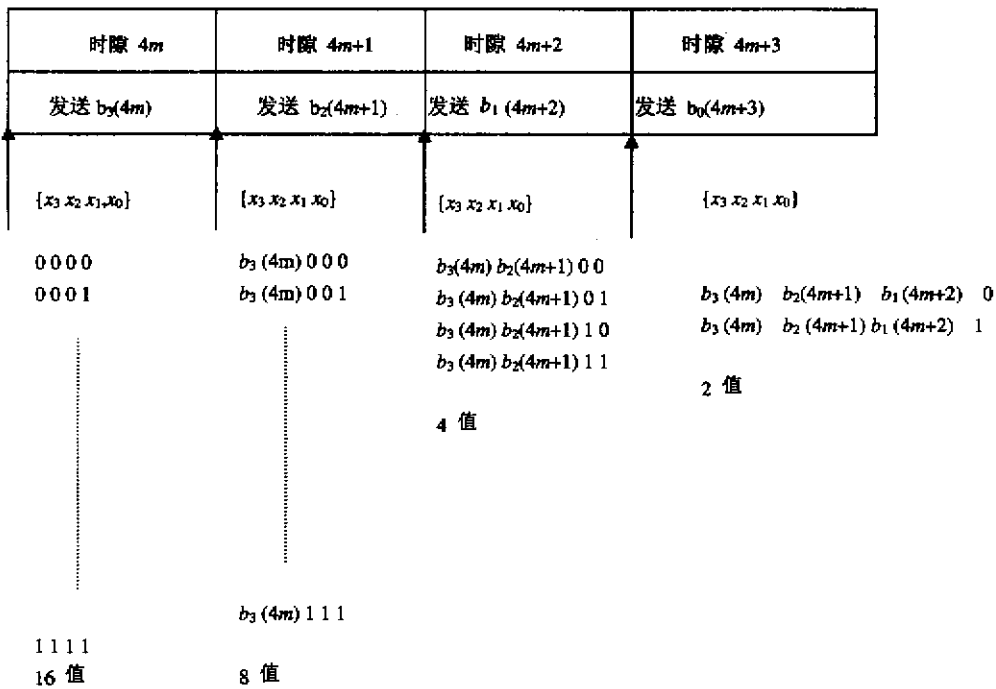 时隙 4m 时隙 4m+1 时隙 4m+2 时隙 4m+3
发送 b₃(4m) 发送 b₂(4m+1) 发送 b₁ (4m+2) 发送 b₀(4m+3)
{x₃ x₂ x₁,x₀} {x₃ x₂ x₁ x₀} {x₃ x₂ x₁ x₀} {x₃ x₂ x₁ x₀}
0 0 0 0
0 0 0 1
1 1 1 1
16 值
b₃ (4m) 0 0 0
b₃ (4m) 0 0 1
b₃ (4m) 1 1 1
8 值
b₃(4m) b₂(4m+1) 0 0
b₃ (4m) b₂(4m+1) 0 1
b₃ (4m) b₂(4m+1) 1 0
b₃ (4m) b₂(4m+1) 1 1
4 值
b₃ (4m) b₂(4m+1) b₁(4m+2) 0
b₃ (4m) b₂ (4m+1) b₁ (4m+2) 1
2 值